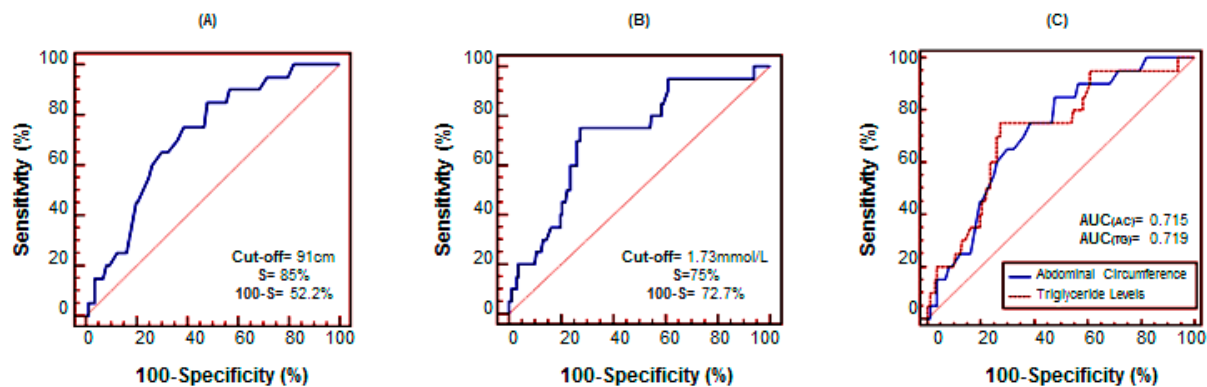 (A)
100
80
60
40
20
0
Sensitivity (%)
Cut-off= 91cm
S= 85%
100-S= 52.2%
0 20 40 60 80 100
100-Specificity (%)
(B)
100
80
60
40
20
0
Sensitivity (%)
Cut-off= 1.73mmol/L
S=75%
100-S= 72.7%
0 20 40 60 80 100
100-Specificity (%)
(C)
100
80
60
40
20
0
Sensitivity (%)
AUC(AC)= 0.715
AUC(TG)= 0.719
Abdominal Circumference
Triglyceride Levels
0 20 40 60 80 100
100-Specificity (%)